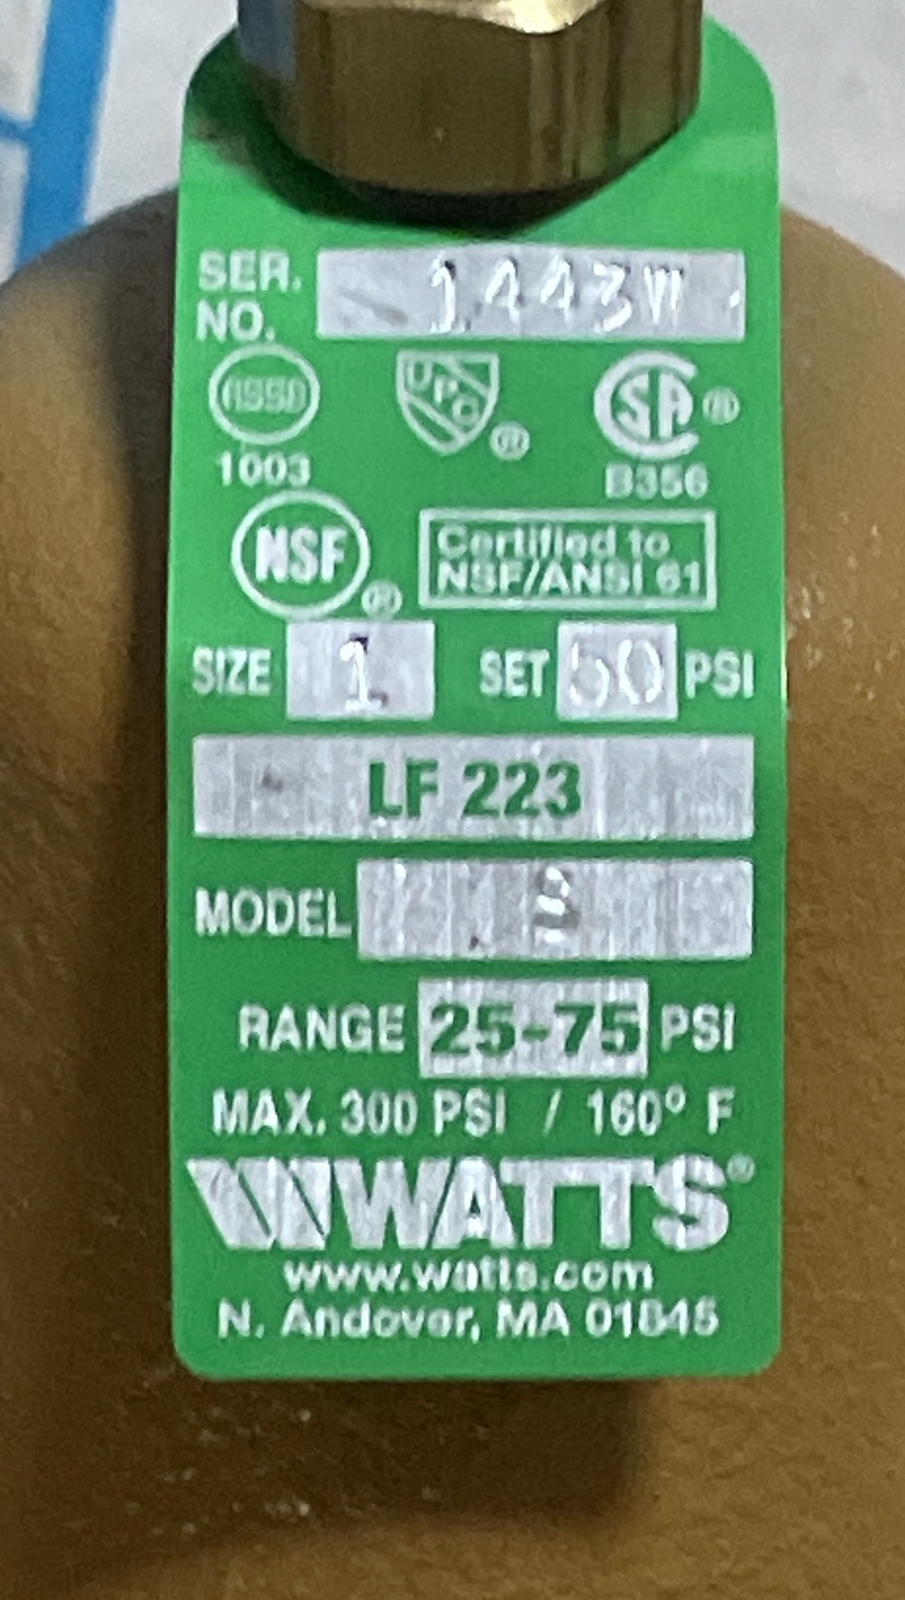 SER.
NO. 1443W
ASSE
1003
UPC ®
CSA ®
B356
NSF ®
Certified to
NSF/ANSI 61
SIZE 1 SET 50 PSI
LF 223
MODEL
RANGE 25-75 PSI
MAX. 300 PSI / 160° F
WATTS®
www.watts.com
N. Andover, MA 01845